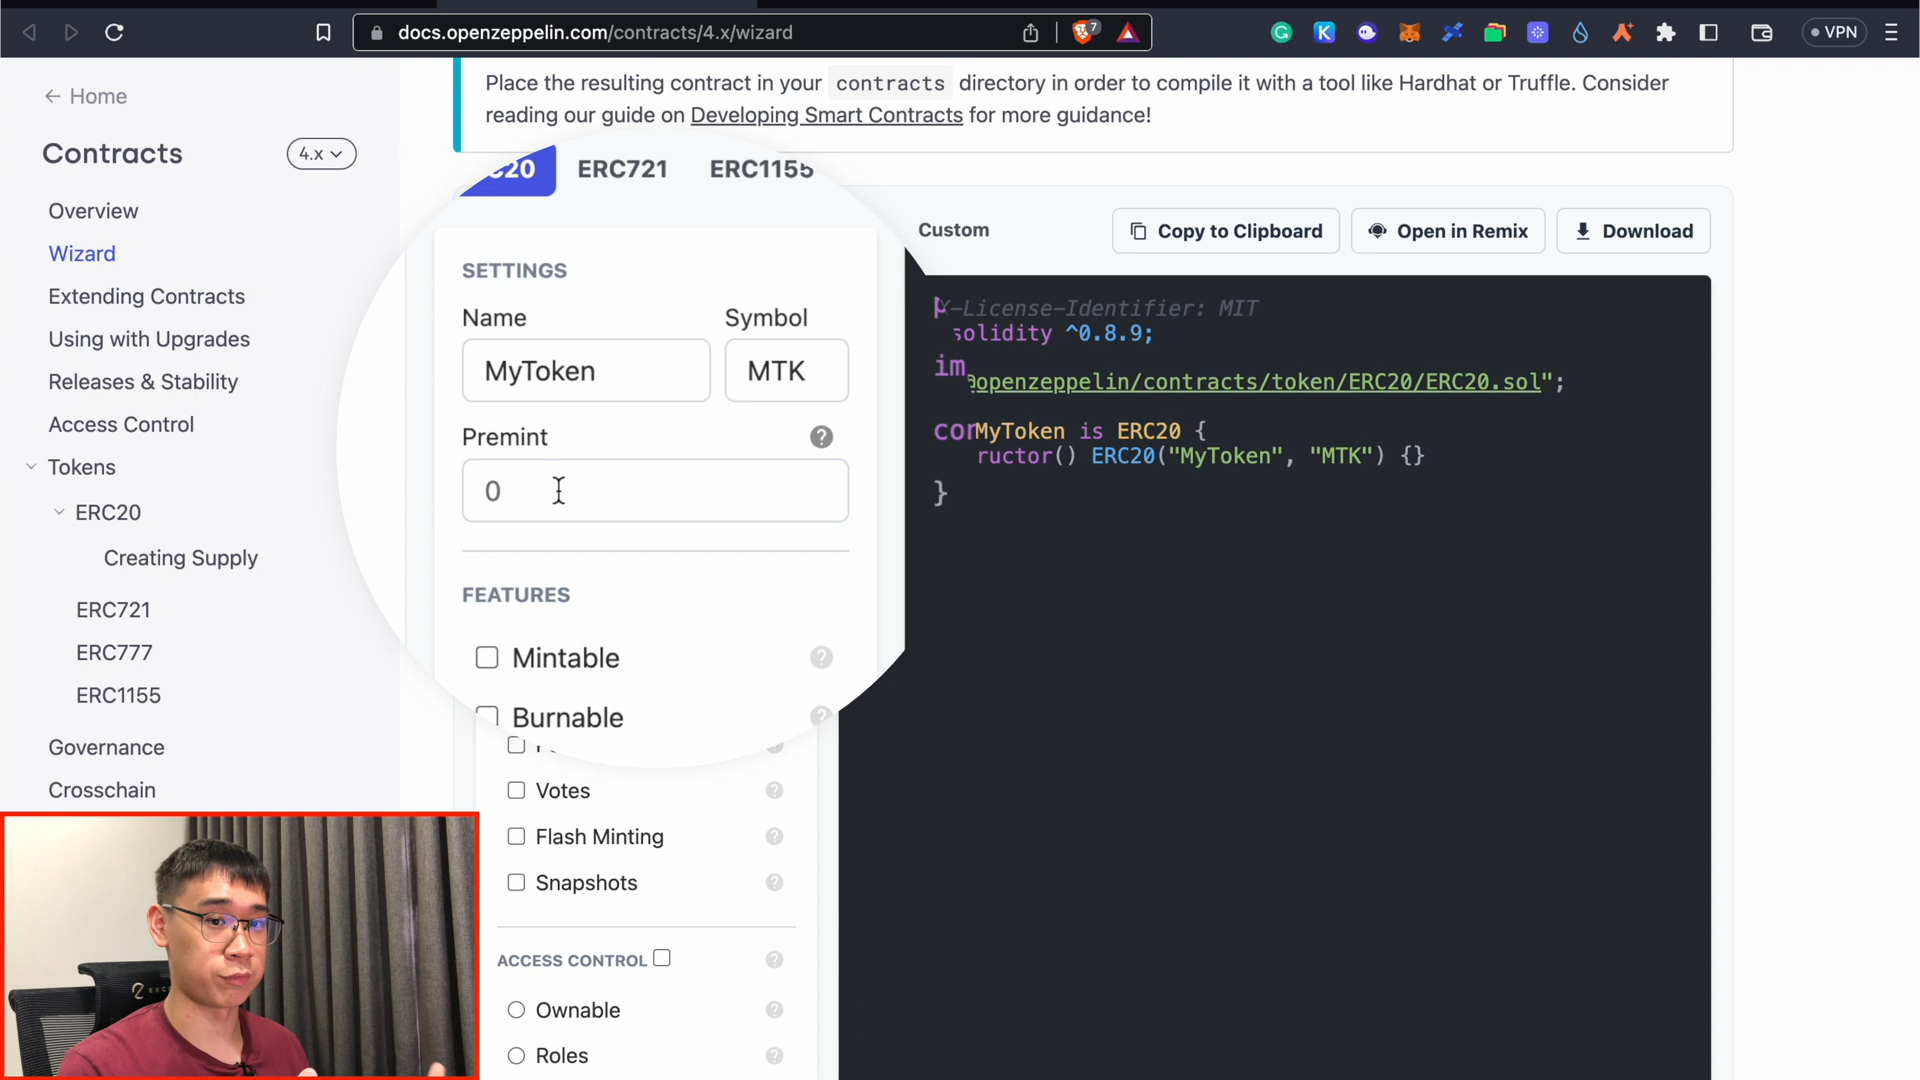 docs.openzeppelin.com/contracts/4.x/wizard
7
VPN
Home
Contracts
4.x
Overview
Wizard
Extending Contracts
Using with Upgrades
Releases & Stability
Access Control
Tokens
ERC20
Creating Supply
ERC721
ERC777
ERC1155
Governance
Crosschain
Place the resulting contract in your contracts directory in order to compile it with a tool like Hardhat or Truffle. Consider
reading our guide on Developing Smart Contracts for more guidance!
C20 ERC721 ERC1155
Custom
Copy to Clipboard
Open in Remix
Download
SETTINGS
Name Symbol
MyToken MTK
Premint ?
0
FEATURES
Mintable ?
Burnable ?
Votes ?
Flash Minting ?
Snapshots ?
ACCESS CONTROL ?
Ownable ?
Roles ?
X-License-Identifier: MIT
solidity ^0.8.9;
im
@openzeppelin/contracts/token/ERC20/ERC20.sol";
con MyToken is ERC20 {
ructor() ERC20("MyToken", "MTK") {}
}